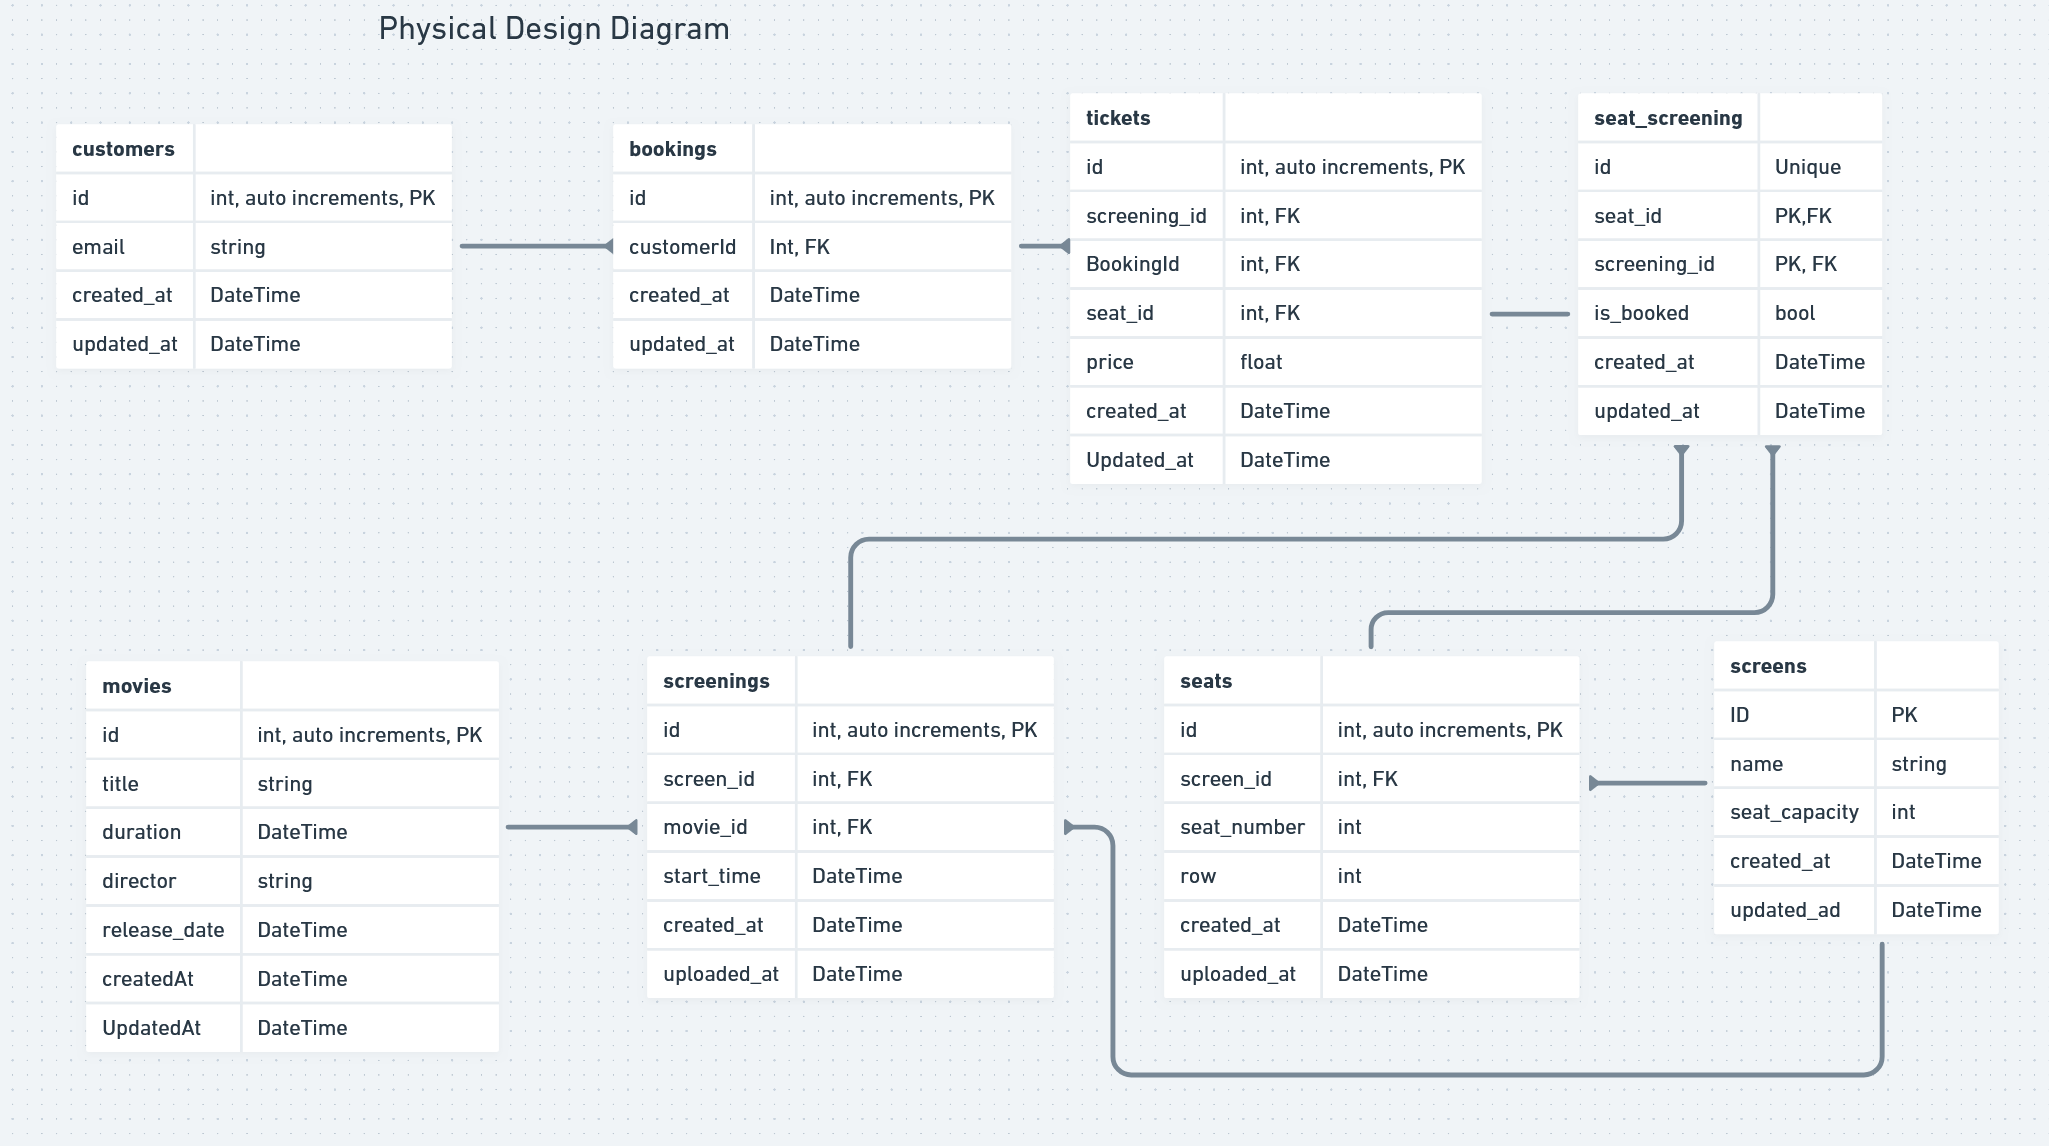 Physical Design Diagram
customers
id int, auto increments, PK
email string
created_at DateTime
updated_at DateTime
bookings
id int, auto increments, PK
customerId Int, FK
created_at DateTime
updated_at DateTime
tickets
id int, auto increments, PK
screening_id int, FK
BookingId int, FK
seat_id int, FK
price float
created_at DateTime
Updated_at DateTime
seat_screening
id Unique
seat_id PK,FK
screening_id PK, FK
is_booked bool
created_at DateTime
updated_at DateTime
movies
id int, auto increments, PK
title string
duration DateTime
director string
release_date DateTime
createdAt DateTime
UpdatedAt DateTime
screenings
id int, auto increments, PK
screen_id int, FK
movie_id int, FK
start_time DateTime
created_at DateTime
uploaded_at DateTime
seats
id int, auto increments, PK
screen_id int, FK
seat_number int
row int
created_at DateTime
uploaded_at DateTime
screens
ID PK
name string
seat_capacity int
created_at DateTime
updated_ad DateTime